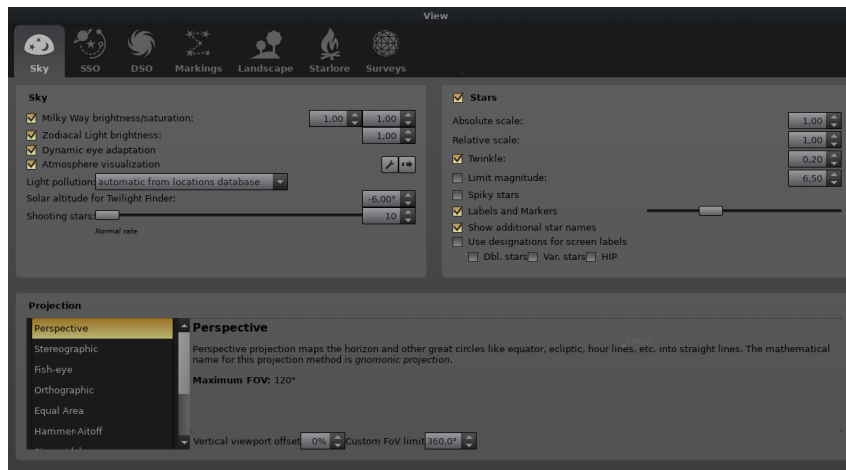 View
Sky SSO DSO Markings Landscape Starlore Surveys
Sky
Milky Way brightness/saturation: 1,00 1,00
Zodiacal Light brightness: 1,00
Dynamic eye adaptation
Atmosphere visualization
Light pollution: automatic from locations database
Solar altitude for Twilight Finder: -6,00°
Shooting stars: 10
Normal rate
Stars
Absolute scale: 1,00
Relative scale: 1,00
Twinkle: 0,20
Limit magnitude: 6,50
Spiky stars
Labels and Markers
Show additional star names
Use designations for screen labels
Dbl. stars Var. stars HIP
Projection
Perspective
Stereographic
Fish-eye
Orthographic
Equal Area
Hammer-Aitoff
Perspective
Perspective projection maps the horizon and other great circles like equator, ecliptic, hour lines, etc. into straight lines. The mathematical
name for this projection method is gnomonic projection.
Maximum FOV: 120°
Vertical viewport offset 0% Custom FoV limit 360.0°